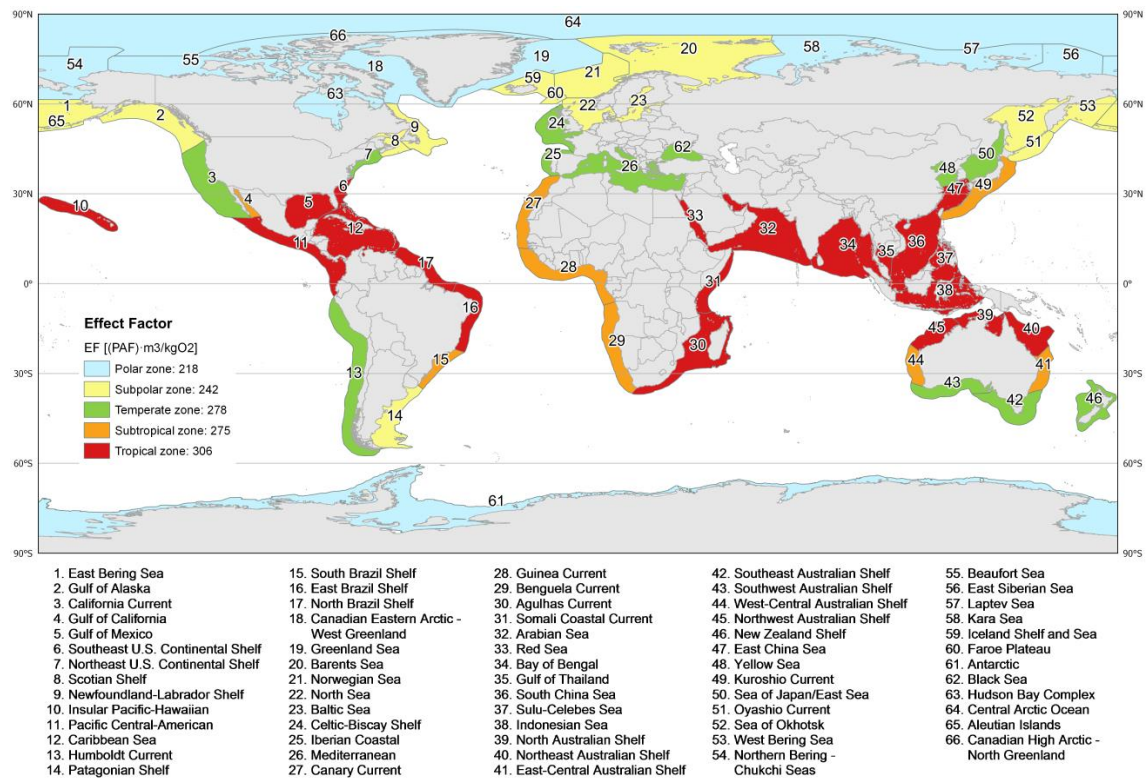 90°N 90°N
64
66
54 55 18 19 20 58 57 56
59 21
60°N 60°N
1 63 60 22 23 52 53
65 2 9 24 51
8
7 25 62 50
26 48
3 6 47 49
30°N 30°N
4 5 27
10 12 33 32 36
11 17 28 34 35 37
0° 31 0°
16 38
39
45 40
15 29 30 44 41
30°S 30°S
13 43
14 42 46
Effect Factor
EF [(PAF)·m3/kgO2]
Polar zone: 218
Subpolar zone: 242
Temperate zone: 278
Subtropical zone: 275
Tropical zone: 306
60°S 60°S
61
90°S 90°S
1. East Bering Sea
2. Gulf of Alaska
3. California Current
4. Gulf of California
5. Gulf of Mexico
6. Southeast U.S. Continental Shelf
7. Northeast U.S. Continental Shelf
8. Scotian Shelf
9. Newfoundland-Labrador Shelf
10. Insular Pacific-Hawaiian
11. Pacific Central-American
12. Caribbean Sea
13. Humboldt Current
14. Patagonian Shelf
15. South Brazil Shelf
16. East Brazil Shelf
17. North Brazil Shelf
18. Canadian Eastern Arctic -
West Greenland
19. Greenland Sea
20. Barents Sea
21. Norwegian Sea
22. North Sea
23. Baltic Sea
24. Celtic-Biscay Shelf
25. Iberian Coastal
26. Mediterranean
27. Canary Current
28. Guinea Current
29. Benguela Current
30. Agulhas Current
31. Somali Coastal Current
32. Arabian Sea
33. Red Sea
34. Bay of Bengal
35. Gulf of Thailand
36. South China Sea
37. Sulu-Celebes Sea
38. Indonesian Sea
39. North Australian Shelf
40. Northeast Australian Shelf
41. East-Central Australian Shelf
42. Southeast Australian Shelf
43. Southwest Australian Shelf
44. West-Central Australian Shelf
45. Northwest Australian Shelf
46. New Zealand Shelf
47. East China Sea
48. Yellow Sea
49. Kuroshio Current
50. Sea of Japan/East Sea
51. Oyashio Current
52. Sea of Okhotsk
53. West Bering Sea
54. Northern Bering -
Chukchi Seas
55. Beaufort Sea
56. East Siberian Sea
57. Laptev Sea
58. Kara Sea
59. Iceland Shelf and Sea
60. Faroe Plateau
61. Antarctic
62. Black Sea
63. Hudson Bay Complex
64. Central Arctic Ocean
65. Aleutian Islands
66. Canadian High Arctic -
North Greenland